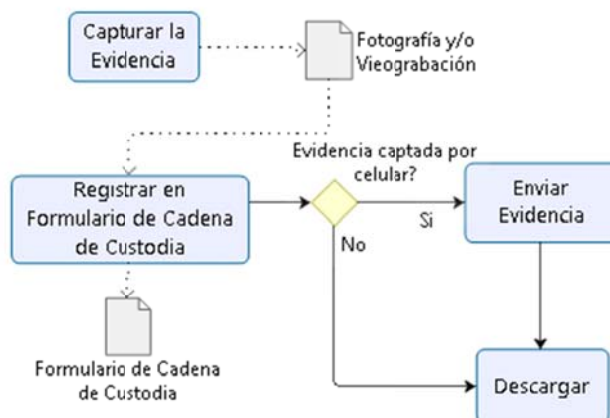 Capturar la
Evidencia
Fotografía y/o
Vieograbación
Evidencia captada por
celular?
Registrar en
Formulario de Cadena
de Custodia
Enviar
Evidencia
Si
No
Formulario de Cadena
de Custodia
Descargar